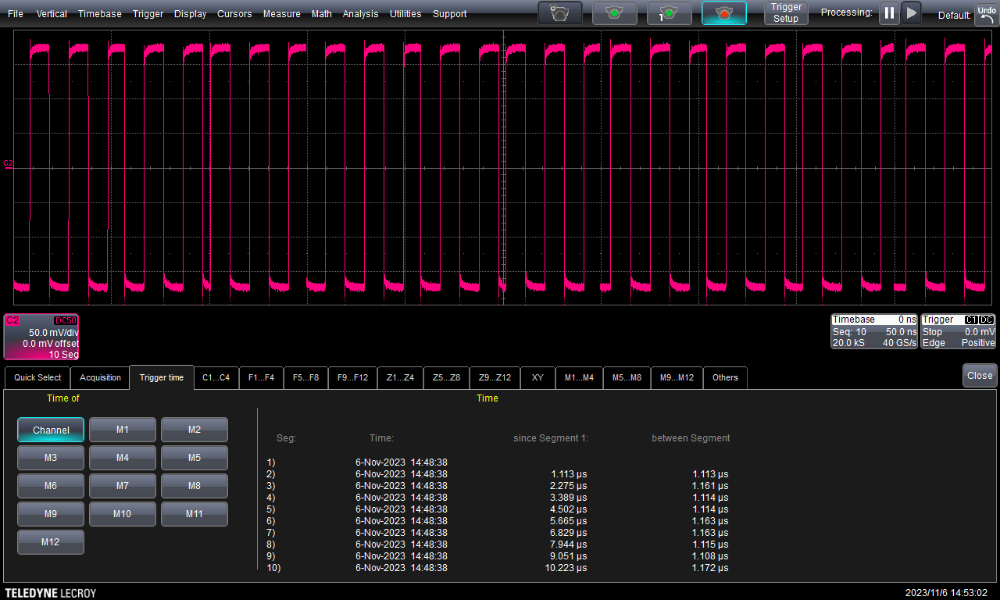 File Vertical Timebase Trigger Display Cursors Measure Math Analysis Utilities Support
1
Trigger
Setup
Processing:
Default:
Undo
C2
C2 DC50
50.0 mV/div
0.0 mV offset
10 Seg
Timebase 0 ns
Seq: 10 50.0 ns
20.0 kS 40 GS/s
Trigger C1 DC
Stop 0.0 mV
Edge Positive
Quick Select Acquisition Trigger time C1...C4 F1...F4 F5...F8 F9...F12 Z1...Z4 Z5...Z8 Z9...Z12 XY M1...M4 M5...M8 M9...M12 Others
Close
Time of
Channel M1 M2
M3 M4 M5
M6 M7 M8
M9 M10 M11
M12
Time
Seg: Time: since Segment 1: between Segment
1) 6-Nov-2023 14:48:38
2) 6-Nov-2023 14:48:38 1.113 µs 1.113 µs
3) 6-Nov-2023 14:48:38 2.275 µs 1.161 µs
4) 6-Nov-2023 14:48:38 3.389 µs 1.114 µs
5) 6-Nov-2023 14:48:38 4.502 µs 1.114 µs
6) 6-Nov-2023 14:48:38 5.665 µs 1.163 µs
7) 6-Nov-2023 14:48:38 6.829 µs 1.163 µs
8) 6-Nov-2023 14:48:38 7.944 µs 1.115 µs
9) 6-Nov-2023 14:48:38 9.051 µs 1.108 µs
10) 6-Nov-2023 14:48:38 10.223 µs 1.172 µs
TELEDYNE LECROY
2023/11/6 14:53:02